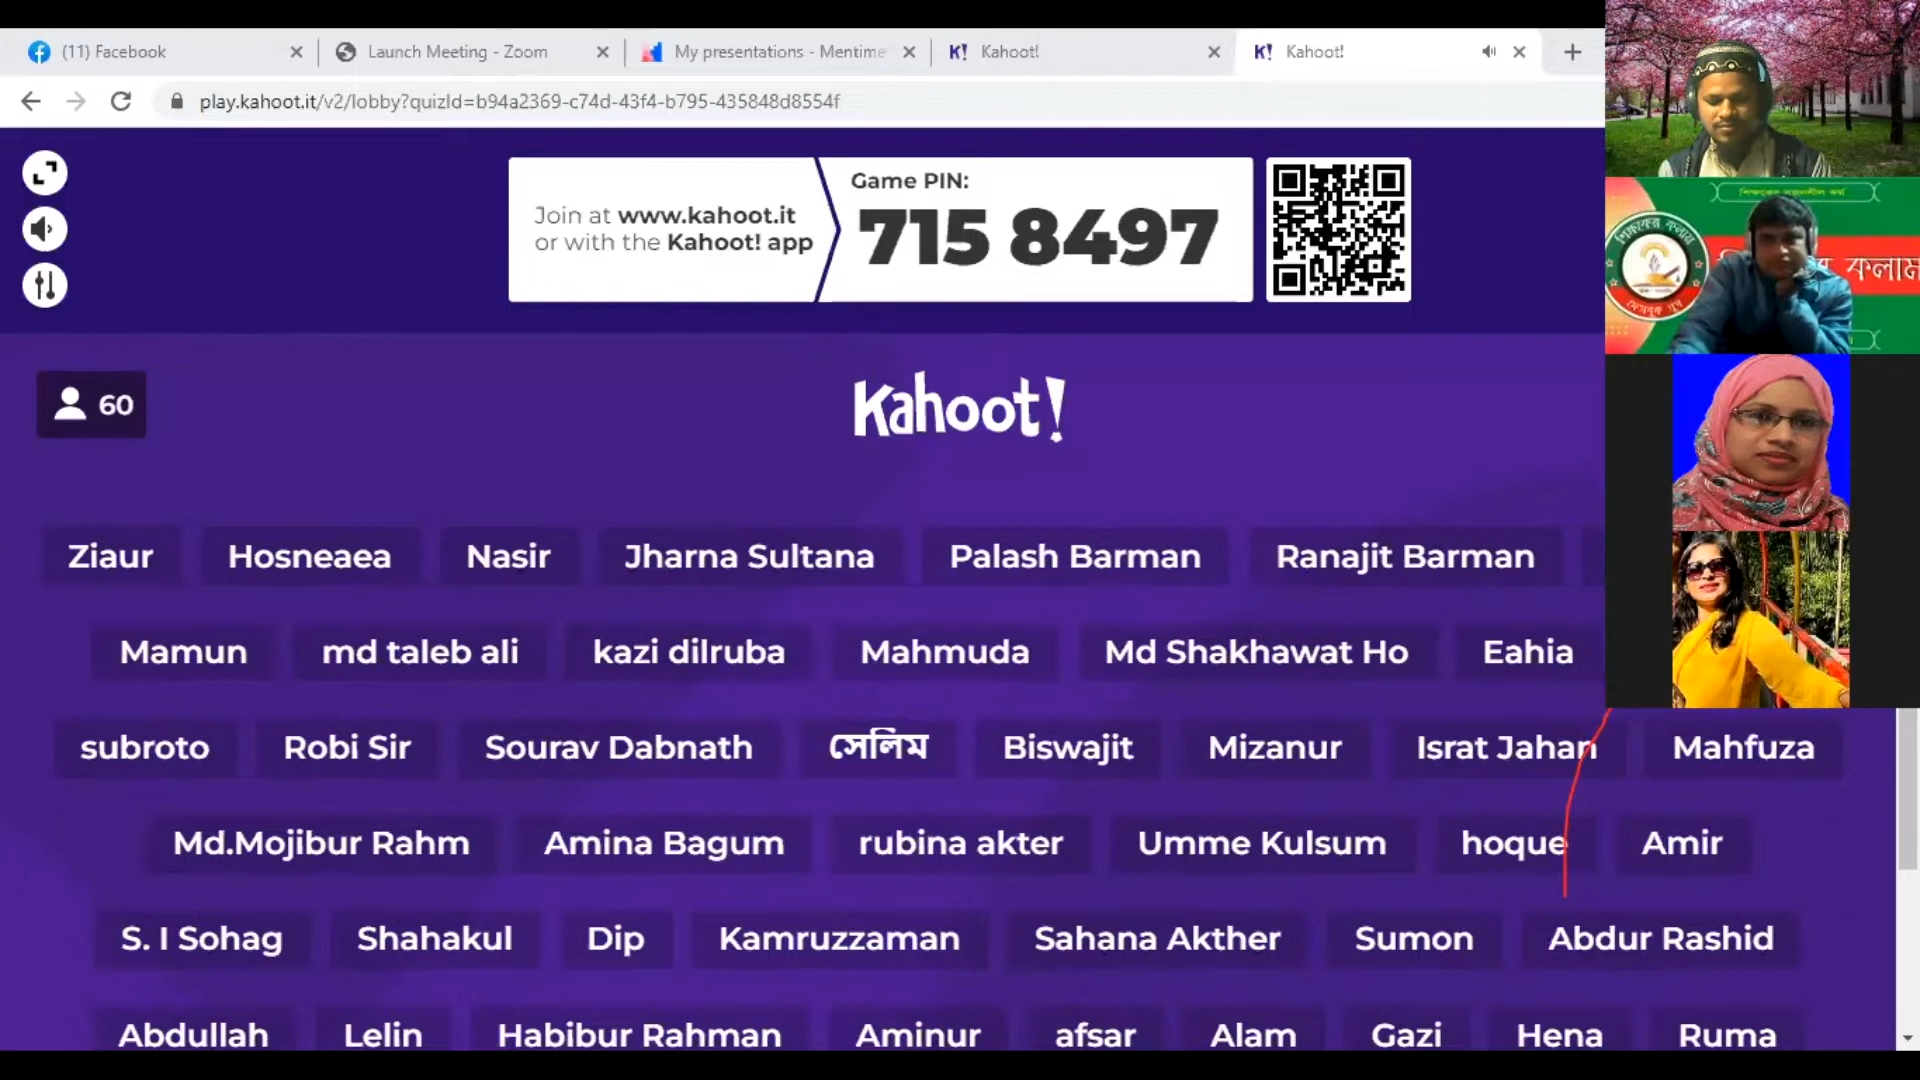 (11) Facebook
Launch Meeting - Zoom
My presentations - Mentime
Kahoot!
Kahoot!
play.kahoot.it/v2/lobby?quizId=b94a2369-c74d-43f4-b795-435848d8554f
Join at www.kahoot.it
or with the Kahoot! app
Game PIN:
715 8497
শিক্ষকের কলাম
ফেসবুক গ্রুপ
কলাম
60
Kahoot!
Ziaur Hosneaea Nasir Jharna Sultana Palash Barman Ranajit Barman
Mamun md taleb ali kazi dilruba Mahmuda Md Shakhawat Ho Eahia
subroto Robi Sir Sourav Dabnath সেলিম Biswajit Mizanur Israt Jahan Mahfuza
Md.Mojibur Rahm Amina Bagum rubina akter Umme Kulsum hoque Amir
S. I Sohag Shahakul Dip Kamruzzaman Sahana Akther Sumon Abdur Rashid
Abdullah Lelin Habibur Rahman Aminur afsar Alam Gazi Hena Ruma